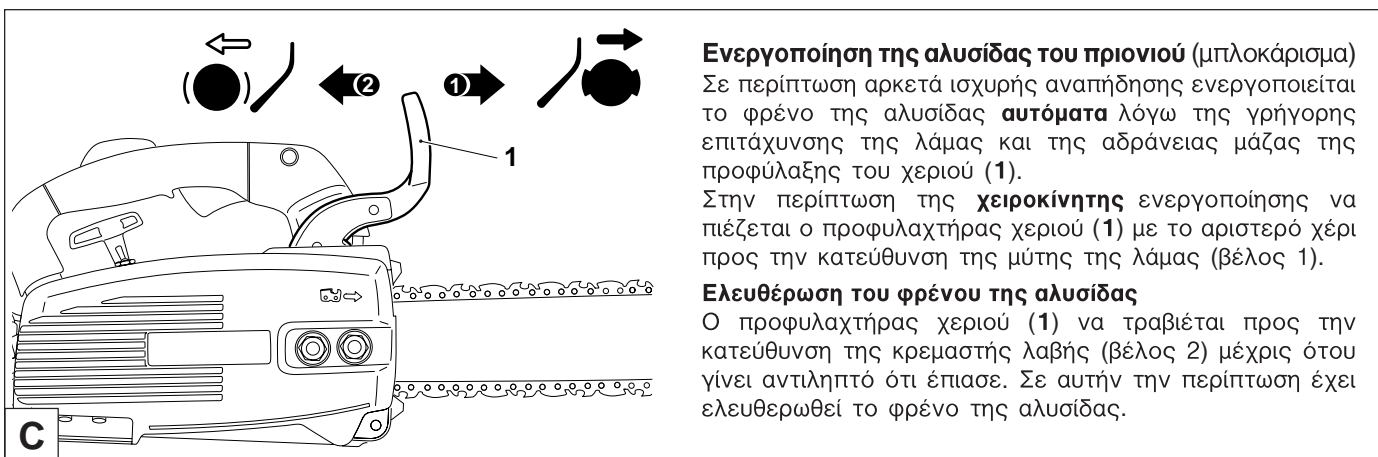 2 1
1
C
Ενεργοποίηση της αλυσίδας του πριονιού (μπλοκάρισμα)
Σε περίπτωση αρκετά ισχυρής αναπήδησης ενεργοποιείται
το φρένο της αλυσίδας αυτόματα λόγω της γρήγορης
επιτάχυνσης της λάμας και της αδράνειας μάζας της
προφύλαξης του χεριού (1).
Στην περίπτωση της χειροκίνητης ενεργοποίησης να
πιέζεται ο προφυλαχτήρας χεριού (1) με το αριστερό χέρι
προς την κατεύθυνση της μύτης της λάμας (βέλος 1).
Ελευθέρωση του φρένου της αλυσίδας
Ο προφυλαχτήρας χεριού (1) να τραβιέται προς την
κατεύθυνση της κρεμαστής λαβής (βέλος 2) μέχρις ότου
γίνει αντιληπτό ότι έπιασε. Σε αυτήν την περίπτωση έχει
ελευθερωθεί το φρένο της αλυσίδας.